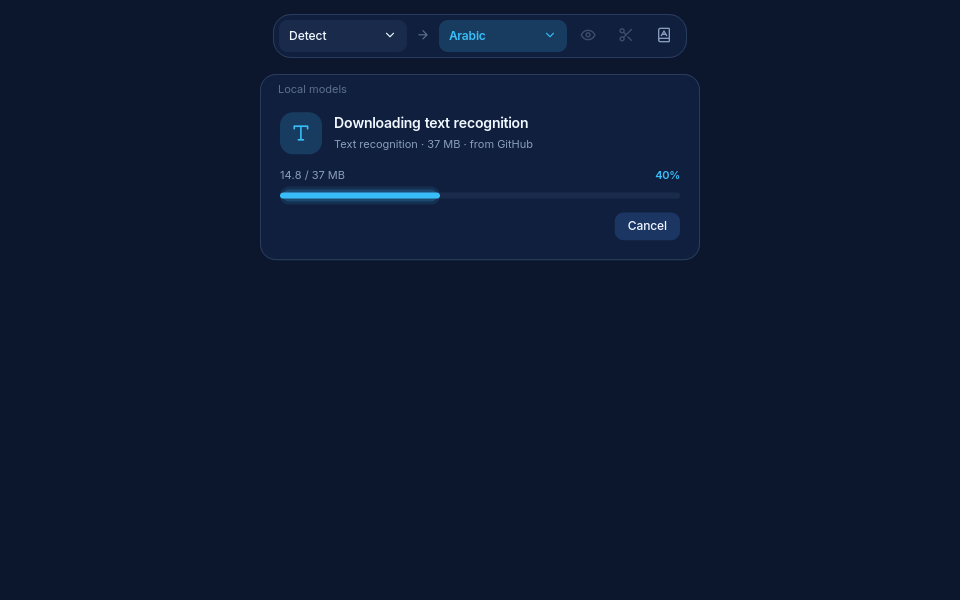 Detect
Arabic
Local models
Downloading text recognition
Text recognition · 37 MB · from GitHub
14.8 / 37 MB
40%
Cancel